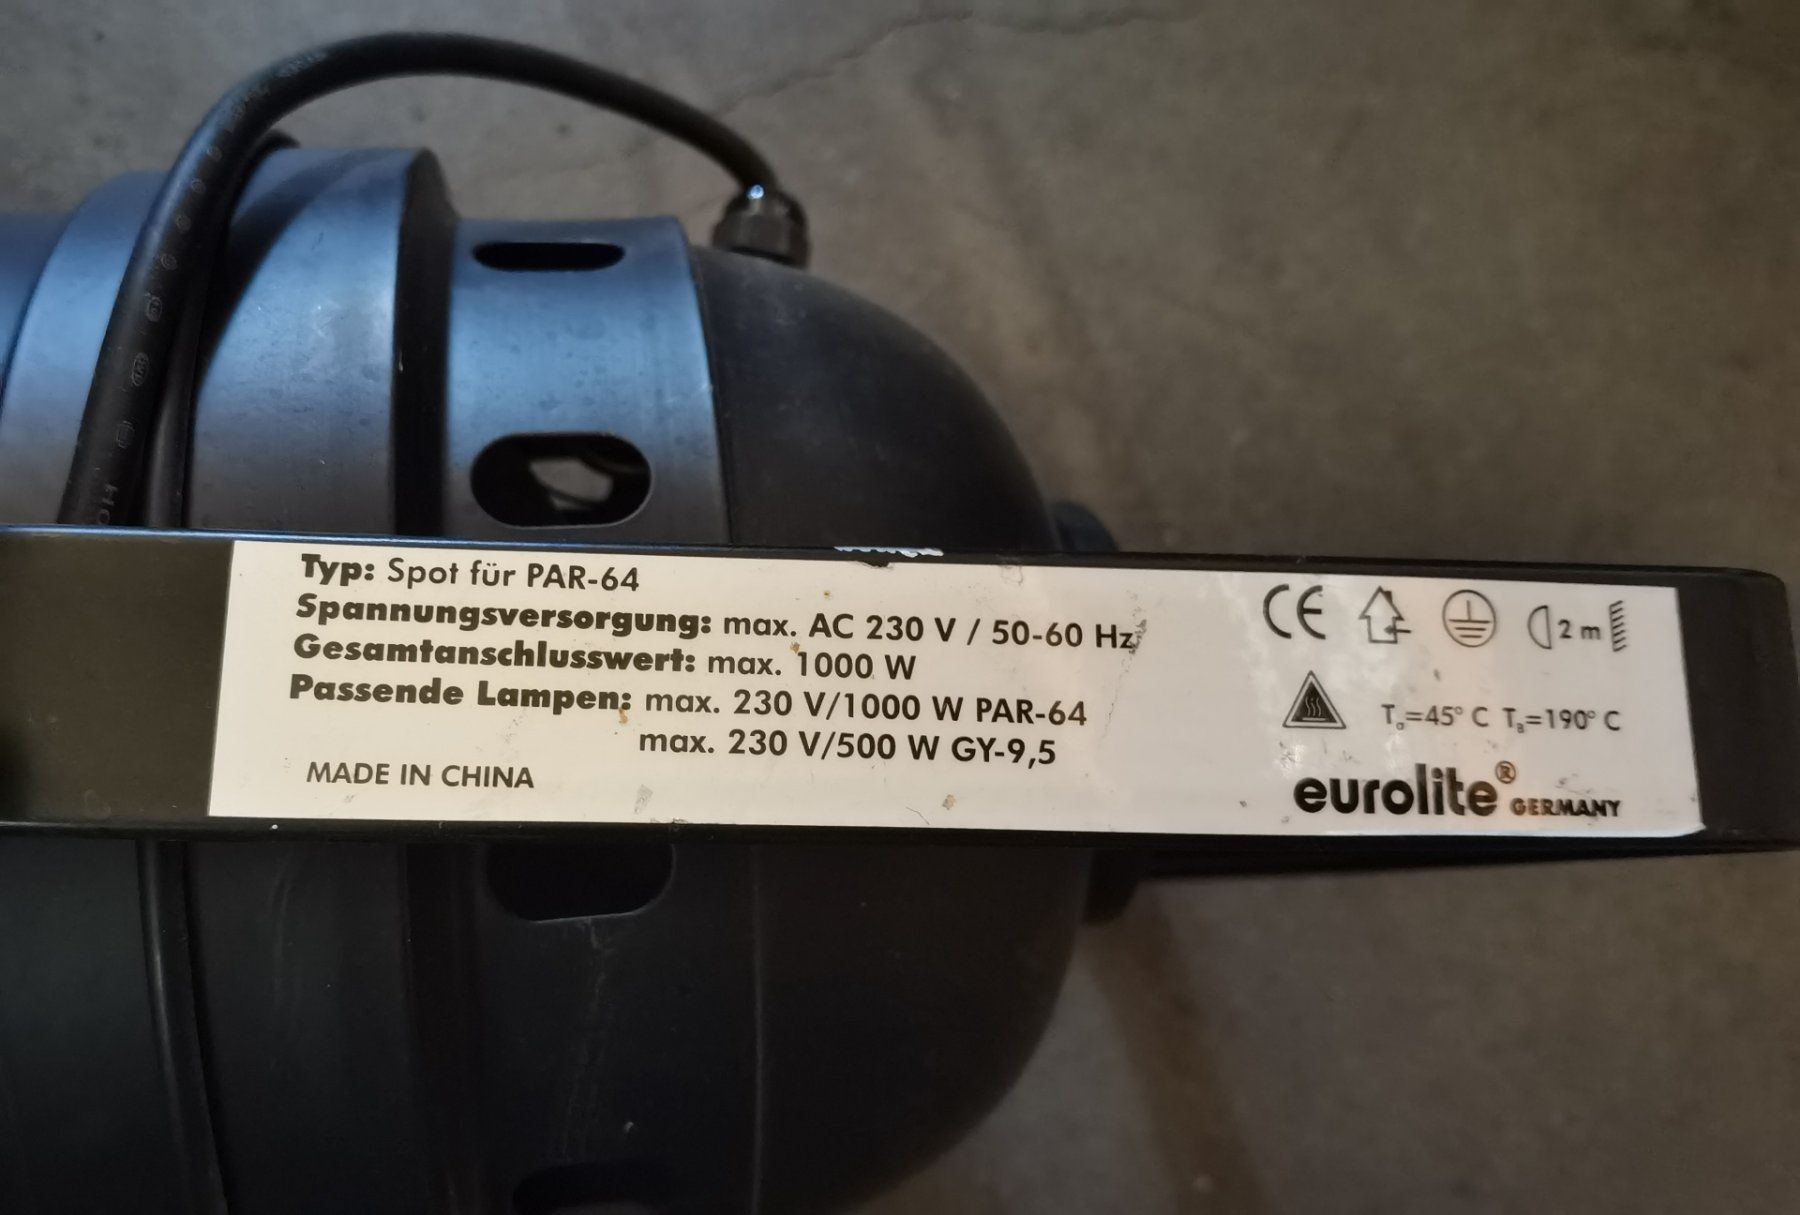 Typ: Spot für PAR-64
Spannungsversorgung: max. AC 230 V / 50-60 Hz
Gesamtanschlusswert: max. 1000 W
Passende Lampen: max. 230 V/1000 W PAR-64
max. 230 V/500 W GY-9,5
MADE IN CHINA
CE
2 m
Ta=45° C TB=190° C
eurolite® GERMANY